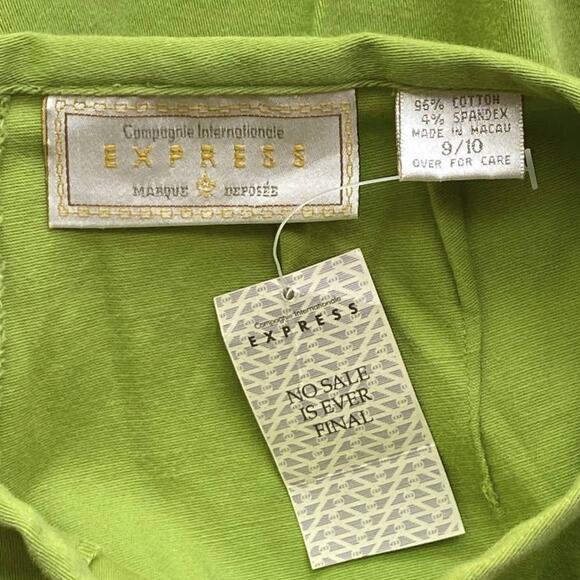 Compagnie Internationale
EXPRESS
MARQUE DEPOSÉE
96% COTTON
4% SPANDEX
MADE IN MACAU
9/10
OVER FOR CARE
Compagnie Internationale
EXPRESS
NO SALE
IS EVER
FINAL